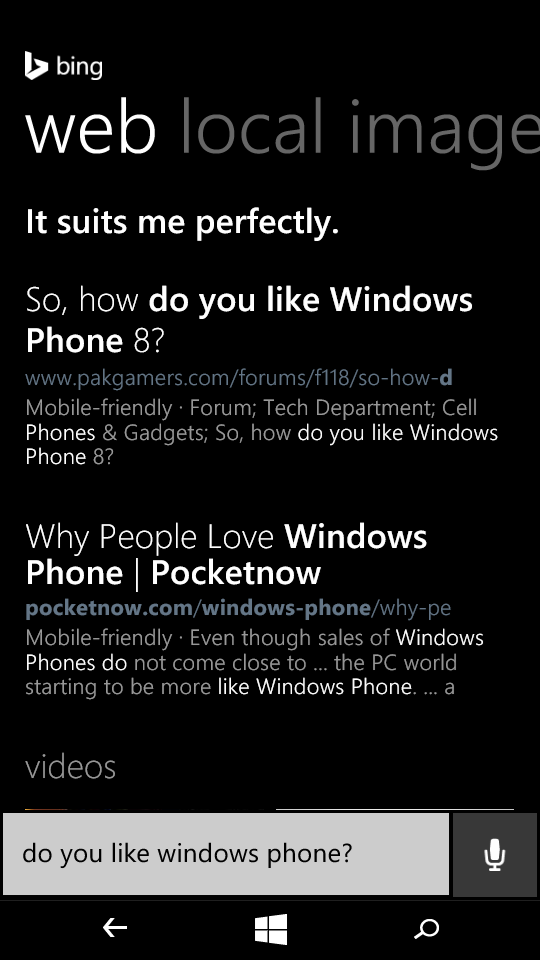 bing
web local image
It suits me perfectly.
So, how do you like Windows
Phone 8?
www.pakgamers.com/forums/f118/so-how-d
Mobile-friendly · Forum; Tech Department; Cell
Phones & Gadgets; So, how do you like Windows
Phone 8?
Why People Love Windows
Phone | Pocketnow
pocketnow.com/windows-phone/why-pe
Mobile-friendly · Even though sales of Windows
Phones do not come close to ... the PC world
starting to be more like Windows Phone. ... a
videos
do you like windows phone?